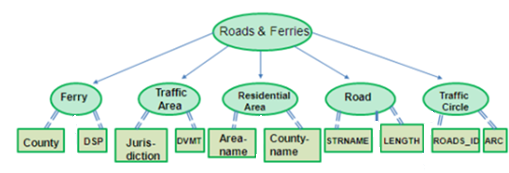 Roads & Ferries
Ferry
Traffic
Area
Residential
Area
Road
Traffic
Circle
County
DSP
Juris-
diction
DVMT
Area-
name
County-
name
STRNAME
LENGTH
ROADS_ID
ARC